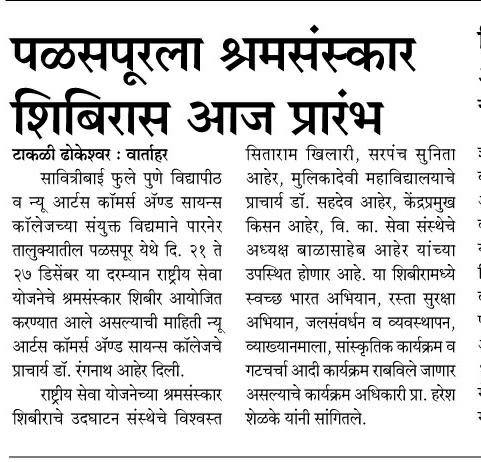 पळसपूरला श्रमसंस्कार
शिबिरास आज प्रारंभ
टाकळी ढोकेश्वर : वार्ताहर
सावित्रीबाई फुले पुणे विद्यापीठ
व न्यू आर्टस कॉमर्स अ‍ॅण्ड सायन्स
कॉलेजच्या संयुक्त विद्यमाने पारनेर
तालुक्यातील पळसपूर येथे दि. २१ ते
२७ डिसेंबर या दरम्यान राष्ट्रीय सेवा
योजनेचे श्रमसंस्कार शिबीर आयोजित
करण्यात आले असल्याची माहिती न्यू
आर्टस कॉमर्स अ‍ॅण्ड सायन्स कॉलेजचे
प्राचार्य डॉ. रंगनाथ आहेर दिली.
राष्ट्रीय सेवा योजनेच्या श्रमसंस्कार
शिबीराचे उदघाटन संस्थेचे विश्वस्त
सिताराम खिलारी, सरपंच सुनिता
आहेर, मुलिकादेवी महाविद्यालयाचे
प्राचार्य डॉ. सहदेव आहेर, केंद्रप्रमुख
किसन आहेर, वि. का. सेवा संस्थेचे
अध्यक्ष बाळासाहेब आहेर यांच्या
उपस्थित होणार आहे. या शिबीरामध्ये
स्वच्छ भारत अभियान, रस्ता सुरक्षा
अभियान, जलसंवर्धन व व्यवस्थापन,
व्याख्यानमाला, सांस्कृतिक कार्यक्रम व
गटचर्चा आदी कार्यक्रम राबविले जाणार
असल्याचे कार्यक्रम अधिकारी प्रा. हरेश
शेळके यांनी सांगितले.